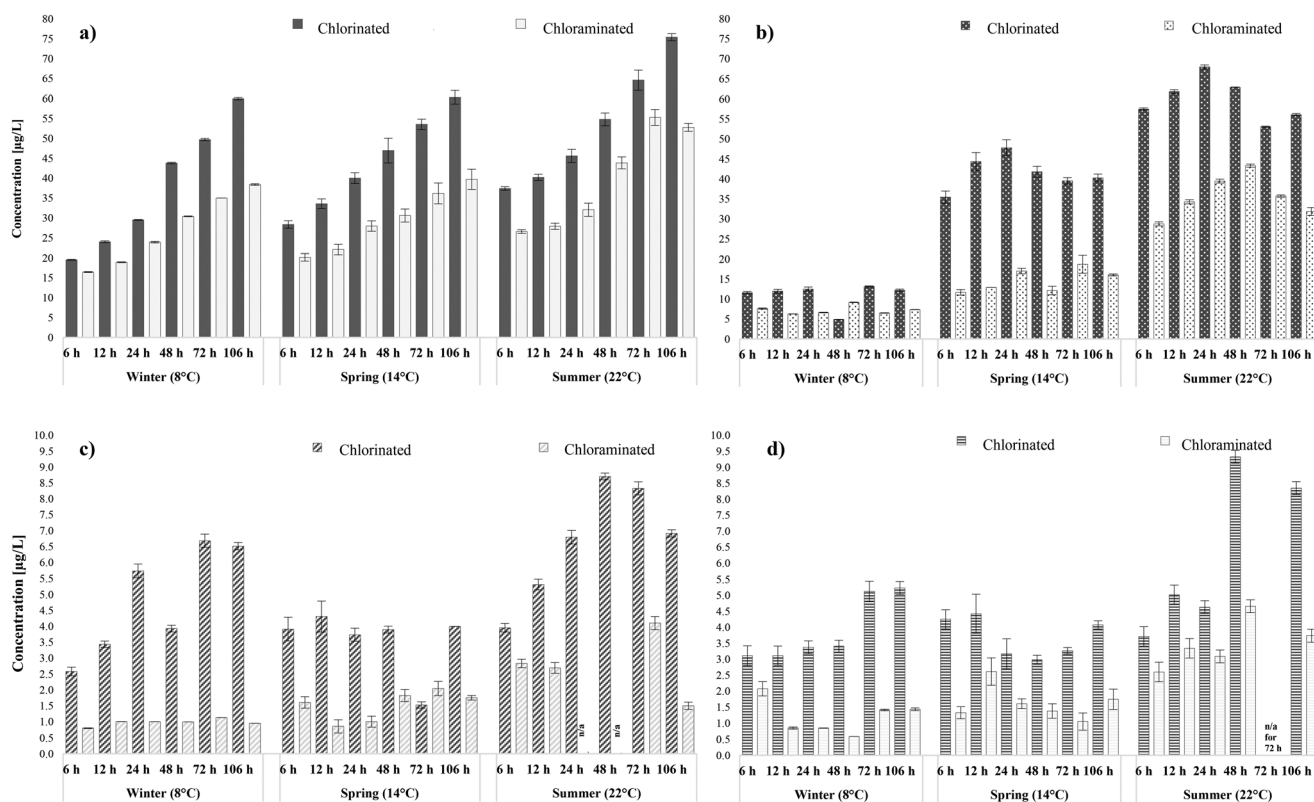 a)
Chlorinated
Chloraminated
Concentration [µg/L]
80
75
70
65
60
55
50
45
40
35
30
25
20
15
10
5
0
6 h 12 h 24 h 48 h 72 h 106 h 6 h 12 h 24 h 48 h 72 h 106 h 6 h 12 h 24 h 48 h 72 h 106 h
Winter (8°C) Spring (14°C) Summer (22°C)
b)
Chlorinated
Chloraminated
80
75
70
65
60
55
50
45
40
35
30
25
20
15
10
5
0
6 h 12 h 24 h 48 h 72 h 106 h 6 h 12 h 24 h 48 h 72 h 106 h 6 h 12 h 24 h 48 h 72 h 106 h
Winter (8°C) Spring (14°C) Summer (22°C)
c)
Chlorinated
Chloraminated
Concentration [µg/L]
10.0
9.5
9.0
8.5
8.0
7.5
7.0
6.5
6.0
5.5
5.0
4.5
4.0
3.5
3.0
2.5
2.0
1.5
1.0
0.5
0.0
n/a
n/a
6 h 12 h 24 h 48 h 72 h 106 h 6 h 12 h 24 h 48 h 72 h 106 h 6 h 12 h 24 h 48 h 72 h 106 h
Winter (8°C) Spring (14°C) Summer (22°C)
d)
Chlorinated
Chloraminated
10.0
9.5
9.0
8.5
8.0
7.5
7.0
6.5
6.0
5.5
5.0
4.5
4.0
3.5
3.0
2.5
2.0
1.5
1.0
0.5
0.0
n/a
for
72 h
6 h 12 h 24 h 48 h 72 h 106 h 6 h 12 h 24 h 48 h 72 h 106 h 6 h 12 h 24 h 48 h 72 h 106 h
Winter (8°C) Spring (14°C) Summer (22°C)